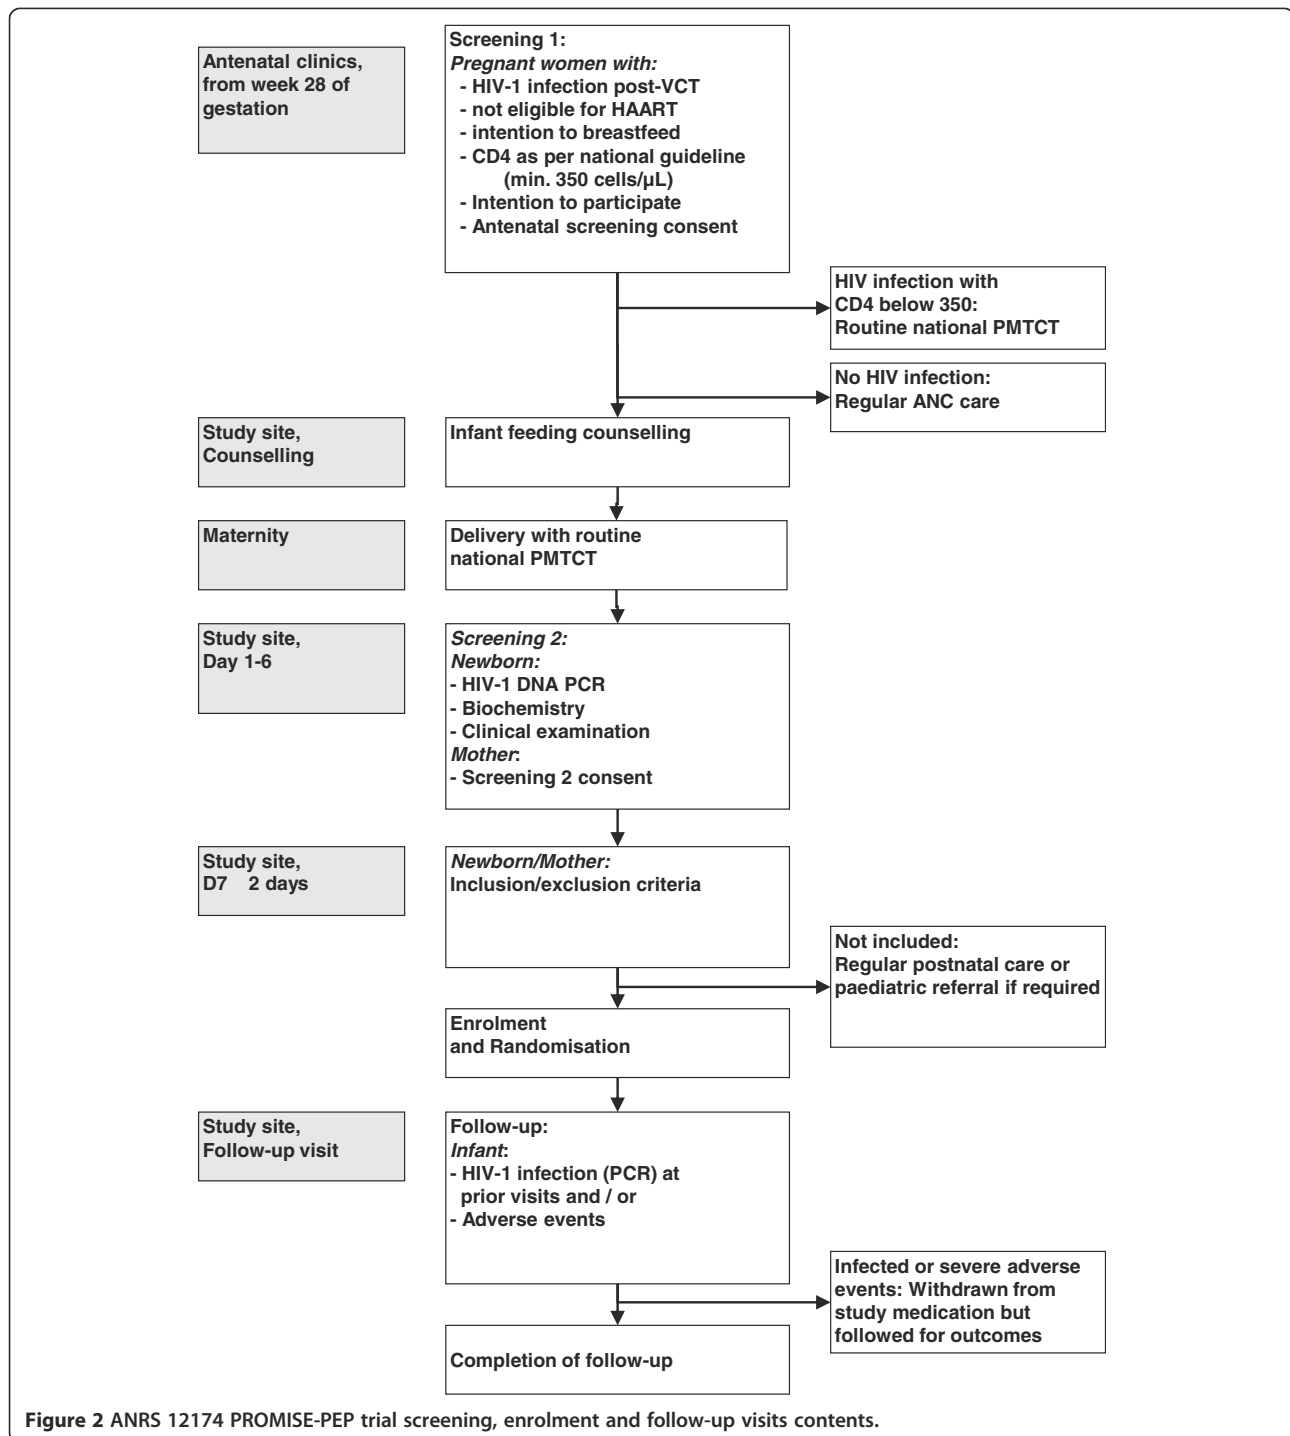 Antenatal clinics,
from week 28 of
gestation
Screening 1:
Pregnant women with:
- HIV-1 infection post-VCT
- not eligible for HAART
- intention to breastfeed
- CD4 as per national guideline
(min. 350 cells/µL)
- Intention to participate
- Antenatal screening consent
HIV infection with
CD4 below 350:
Routine national PMTCT
No HIV infection:
Regular ANC care
Study site,
Counselling
Infant feeding counselling
Maternity
Delivery with routine
national PMTCT
Study site,
Day 1-6
Screening 2:
Newborn:
- HIV-1 DNA PCR
- Biochemistry
- Clinical examination
Mother:
- Screening 2 consent
Study site,
D7 2 days
Newborn/Mother:
Inclusion/exclusion criteria
Not included:
Regular postnatal care or
paediatric referral if required
Enrolment
and Randomisation
Study site,
Follow-up visit
Follow-up:
Infant:
- HIV-1 infection (PCR) at
prior visits and / or
- Adverse events
Infected or severe adverse
events: Withdrawn from
study medication but
followed for outcomes
Completion of follow-up
Figure 2 ANRS 12174 PROMISE-PEP trial screening, enrolment and follow-up visits contents.